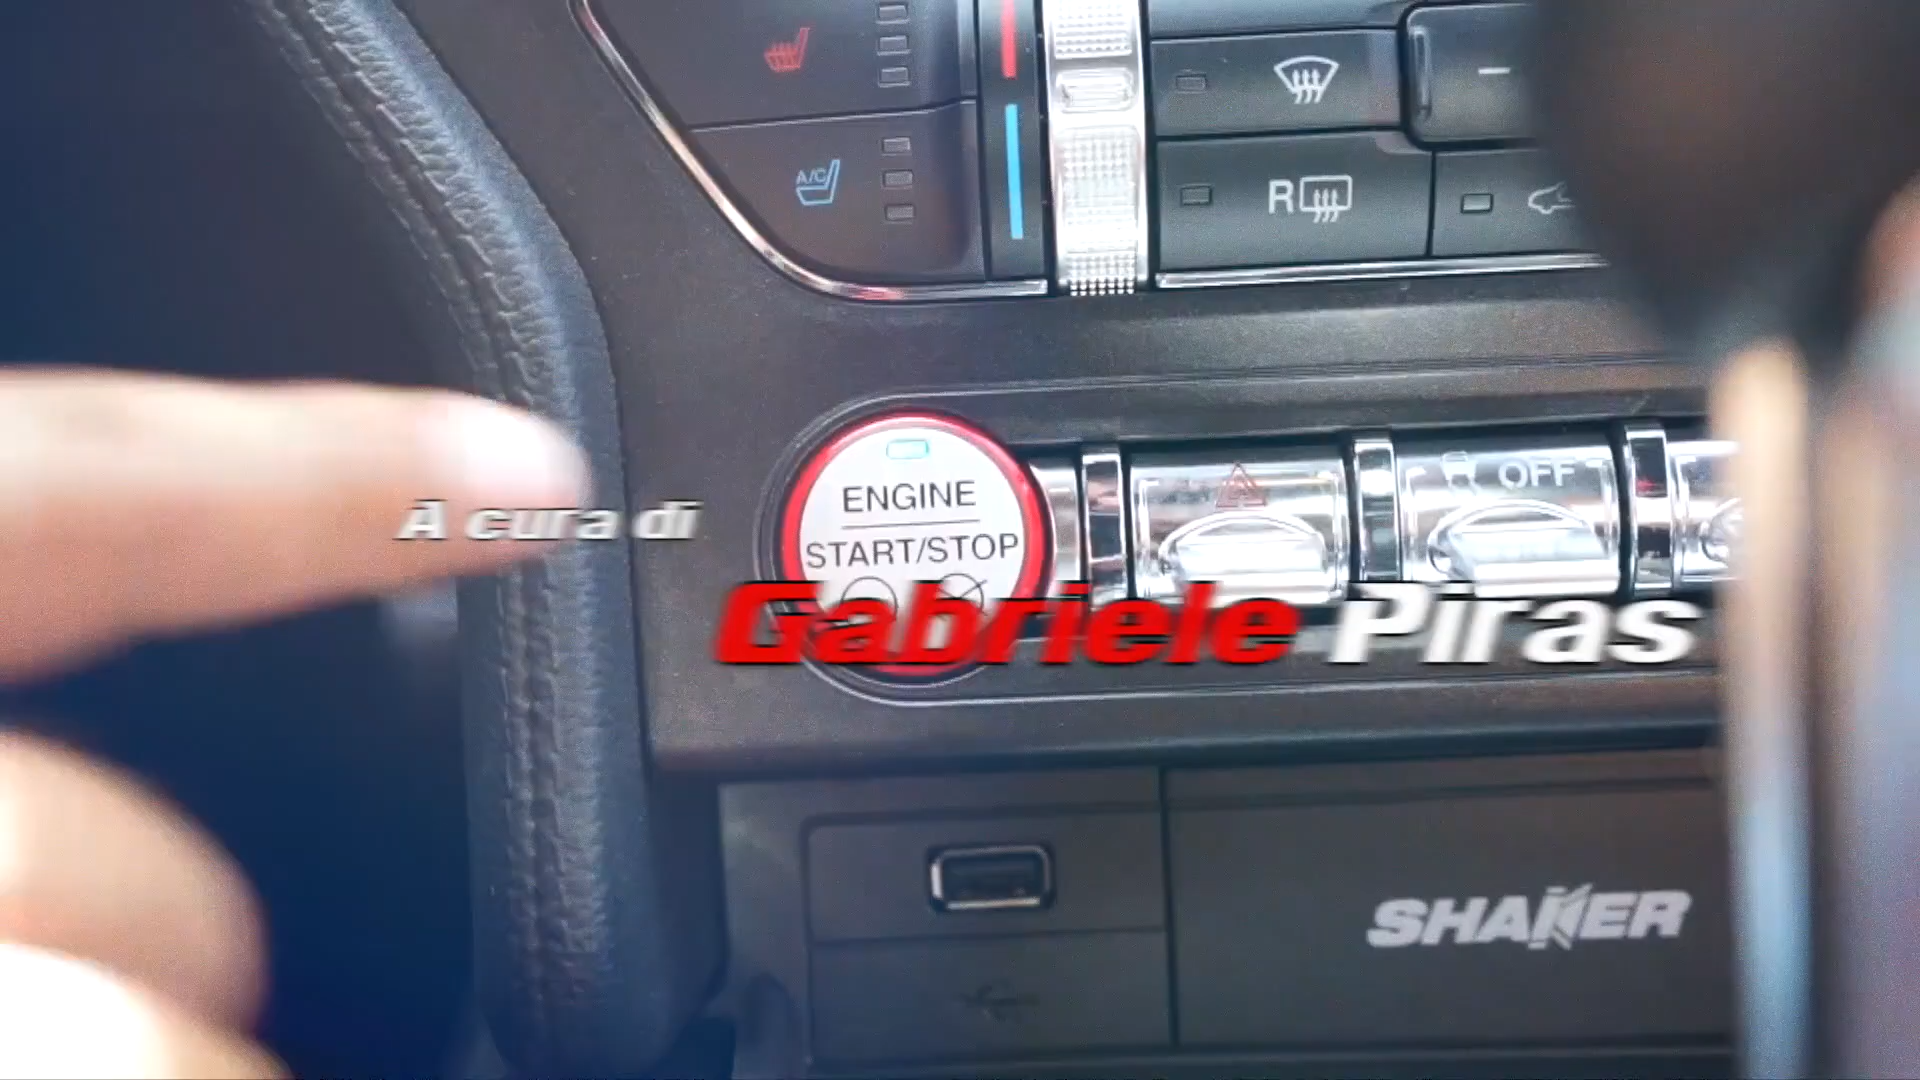 A/C
R
OFF
ENGINE
START/STOP
A cura di
Gabriele Piras
SHAKER